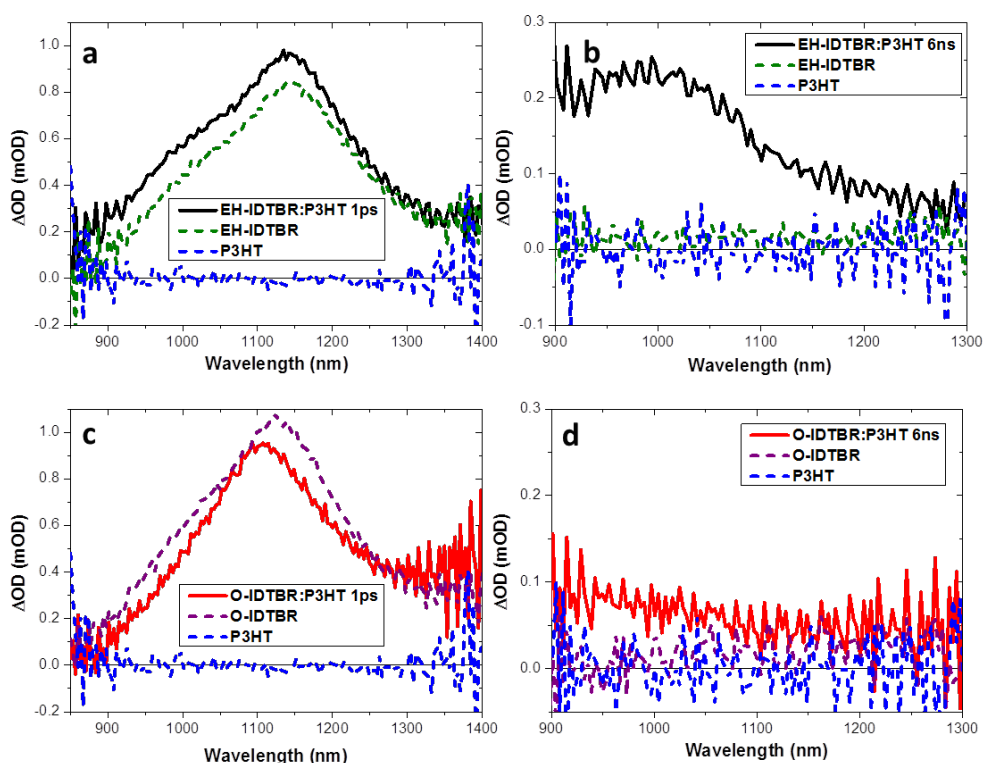 a
1.0
0.8
0.6
0.4
0.2
0.0
-0.2
ΔOD (mOD)
EH-IDTBR:P3HT 1ps
EH-IDTBR
P3HT
900 1000 1100 1200 1300 1400
Wavelength (nm)
b
0.3
0.2
0.1
0.0
-0.1
ΔOD (mOD)
EH-IDTBR:P3HT 6ns
EH-IDTBR
P3HT
900 1000 1100 1200 1300
Wavelength (nm)
c
1.0
0.8
0.6
0.4
0.2
0.0
-0.2
ΔOD (mOD)
O-IDTBR:P3HT 1ps
O-IDTBR
P3HT
900 1000 1100 1200 1300 1400
Wavelength (nm)
d
0.3
0.2
0.1
0.0
ΔOD (mOD)
O-IDTBR:P3HT 6ns
O-IDTBR
P3HT
900 1000 1100 1200 1300
Wavelength (nm)